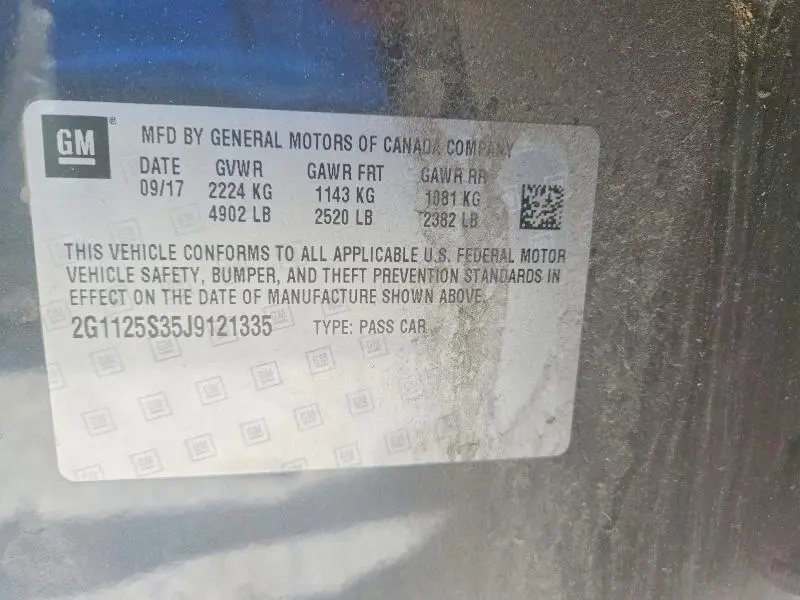 GM®
MFD BY GENERAL MOTORS OF CANADA COMPANY
DATE GVWR GAWR FRT GAWR RR
09/17 2224 KG 1143 KG 1081 KG
4902 LB 2520 LB 2382 LB
THIS VEHICLE CONFORMS TO ALL APPLICABLE U.S. FEDERAL MOTOR
VEHICLE SAFETY, BUMPER, AND THEFT PREVENTION STANDARDS IN
EFFECT ON THE DATE OF MANUFACTURE SHOWN ABOVE.
2G1125S35J9121335 TYPE: PASS CAR